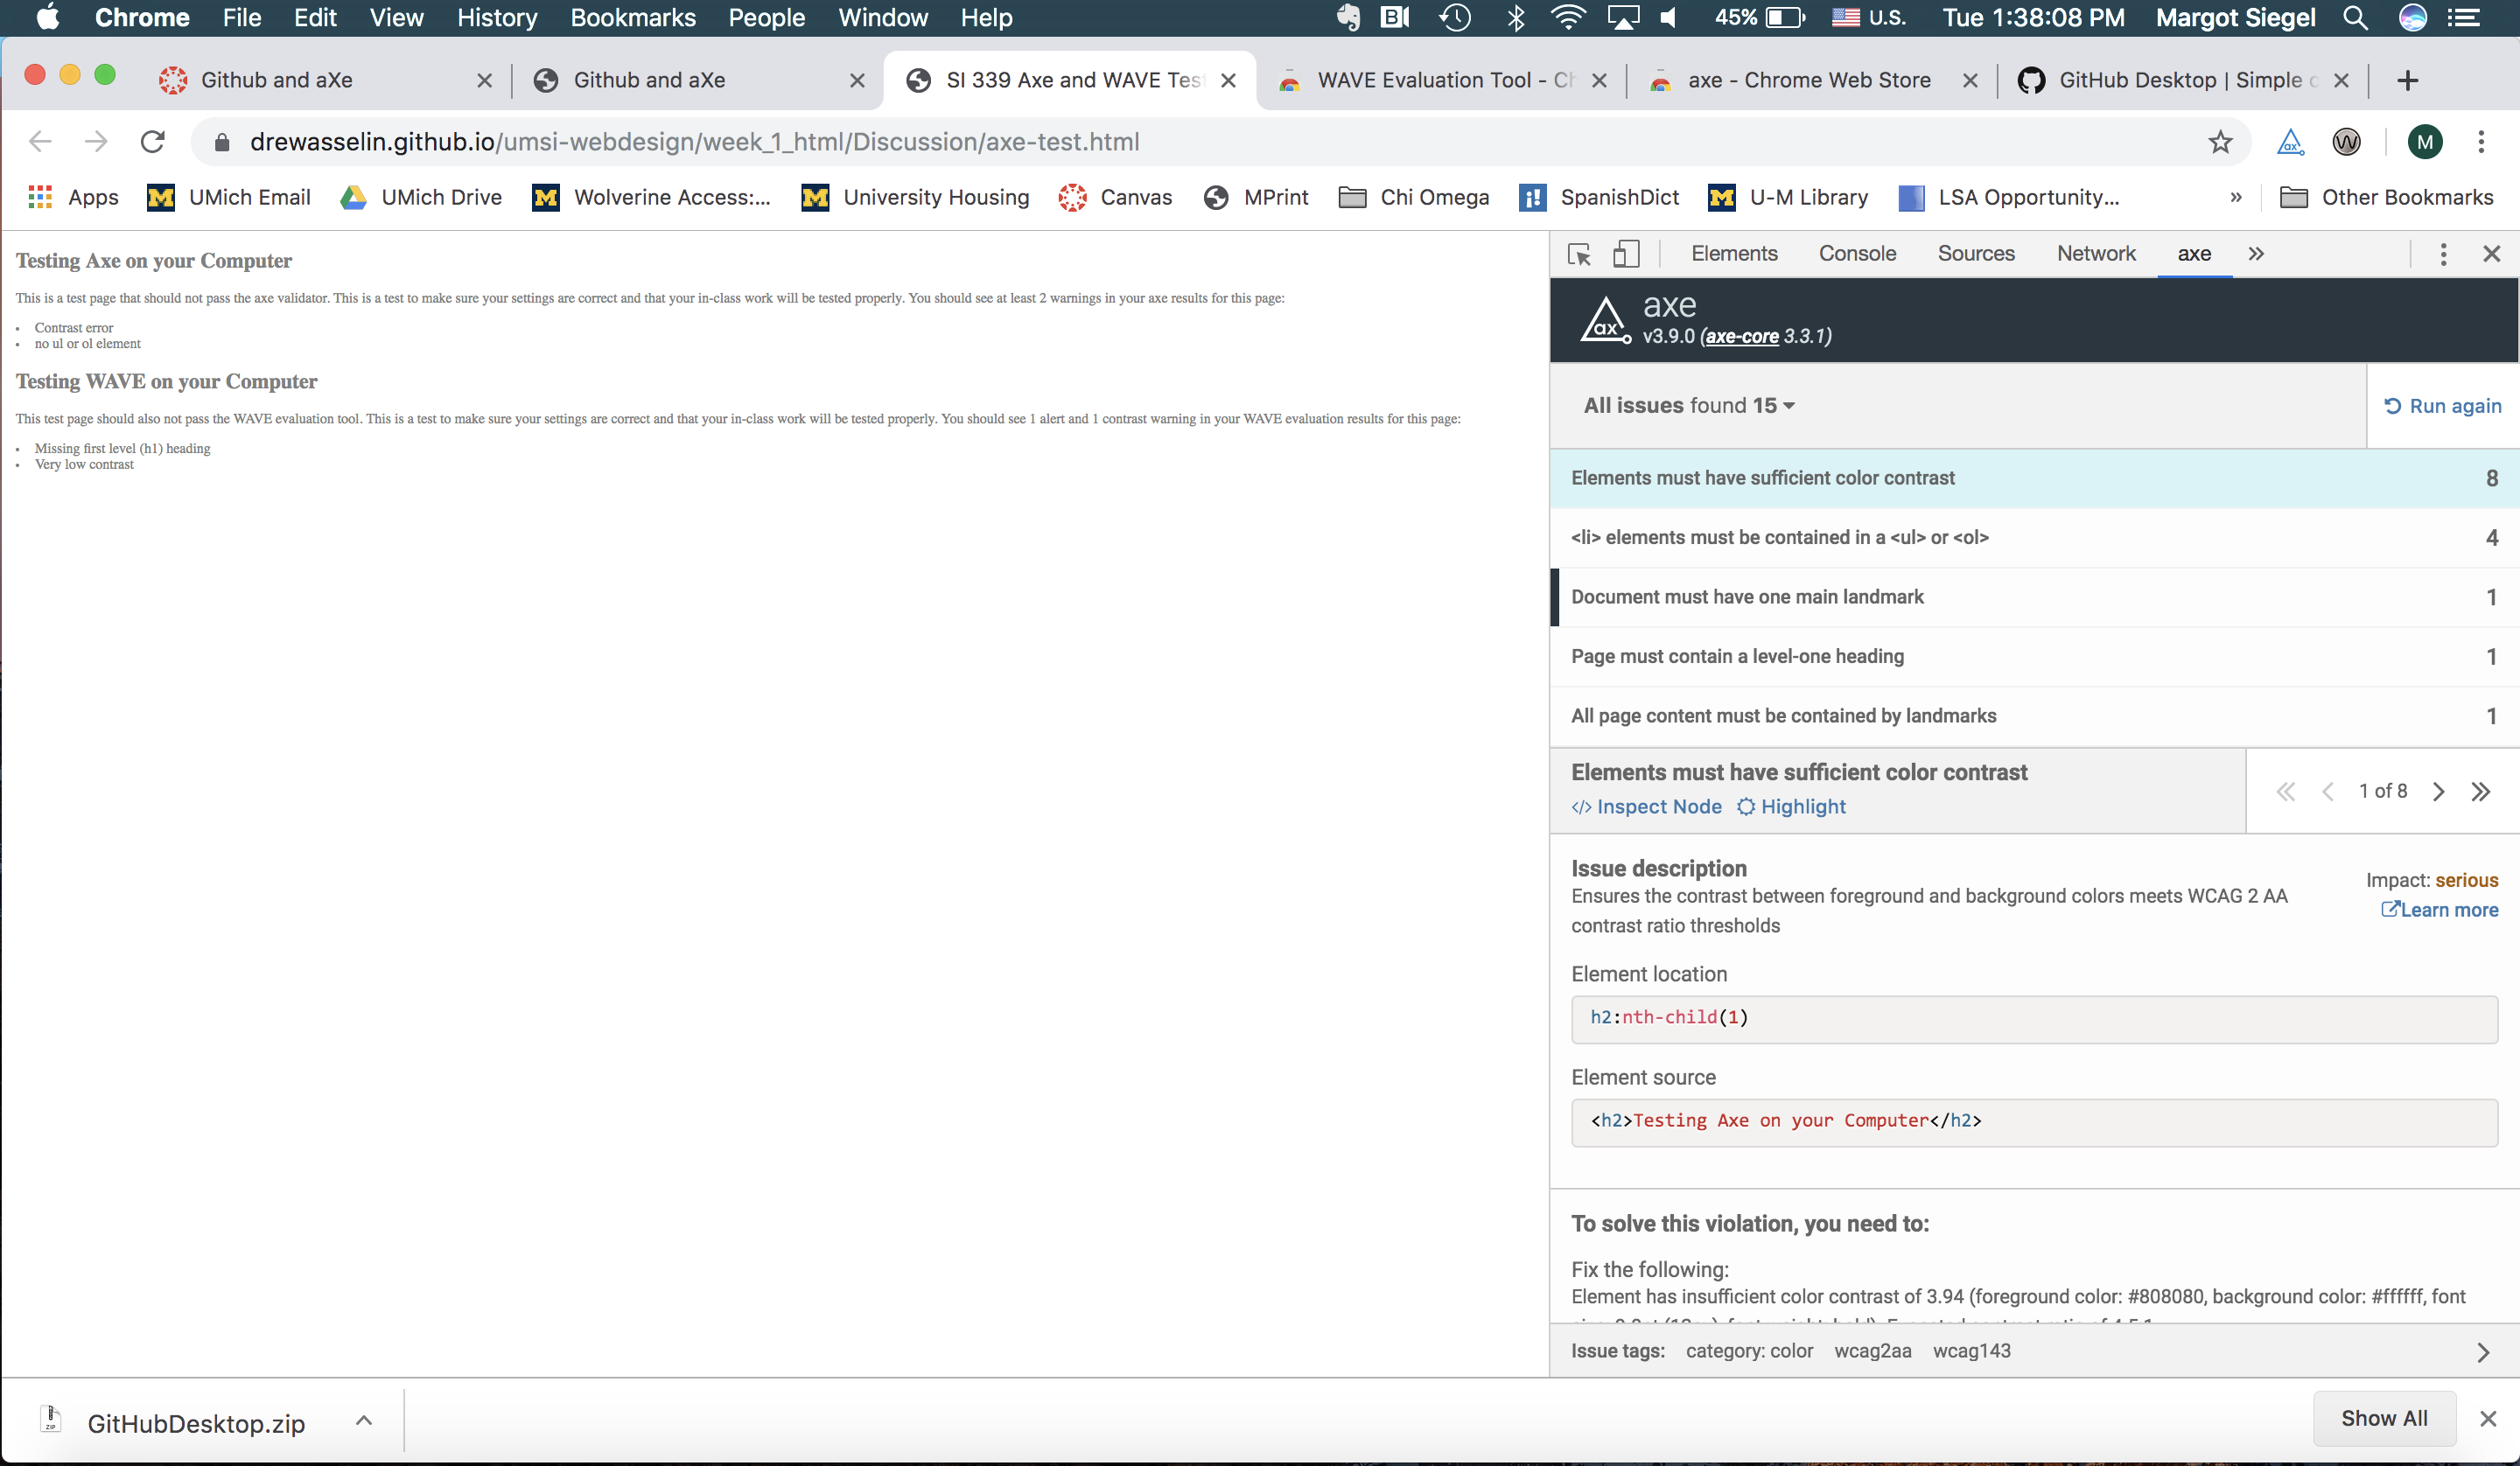 Chrome File Edit View History Bookmarks People Window Help 45% U.S. Tue 1:38:08 PM Margot Siegel
Github and aXe
Github and aXe
SI 339 Axe and WAVE Tes
WAVE Evaluation Tool - Ch
axe - Chrome Web Store
GitHub Desktop | Simple c
drewasselin.github.io/umsi-webdesign/week_1_html/Discussion/axe-test.html
M
Apps UMich Email UMich Drive Wolverine Access:... University Housing Canvas MPrint Chi Omega SpanishDict U-M Library LSA Opportunity... » Other Bookmarks
Testing Axe on your Computer
This is a test page that should not pass the axe validator. This is a test to make sure your settings are correct and that your in-class work will be tested properly. You should see at least 2 warnings in your axe results for this page:
• Contrast error
• no ul or ol element
Testing WAVE on your Computer
This test page should also not pass the WAVE evaluation tool. This is a test to make sure your settings are correct and that your in-class work will be tested properly. You should see 1 alert and 1 contrast warning in your WAVE evaluation results for this page:
• Missing first level (h1) heading
• Very low contrast
Elements Console Sources Network axe »
ax
axe
v3.9.0 (axe-core 3.3.1)
All issues found 15
Run again
Elements must have sufficient color contrast 8
<li> elements must be contained in a <ul> or <ol> 4
Document must have one main landmark 1
Page must contain a level-one heading 1
All page content must be contained by landmarks 1
Elements must have sufficient color contrast
</> Inspect Node Highlight
1 of 8
Issue description
Ensures the contrast between foreground and background colors meets WCAG 2 AA
contrast ratio thresholds
Impact: serious
Learn more
Element location
h2:nth-child(1)
Element source
<h2>Testing Axe on your Computer</h2>
To solve this violation, you need to:
Fix the following:
Element has insufficient color contrast of 3.94 (foreground color: #808080, background color: #ffffff, font
Issue tags: category: color wcag2aa wcag143
ZIP
GitHubDesktop.zip
Show All